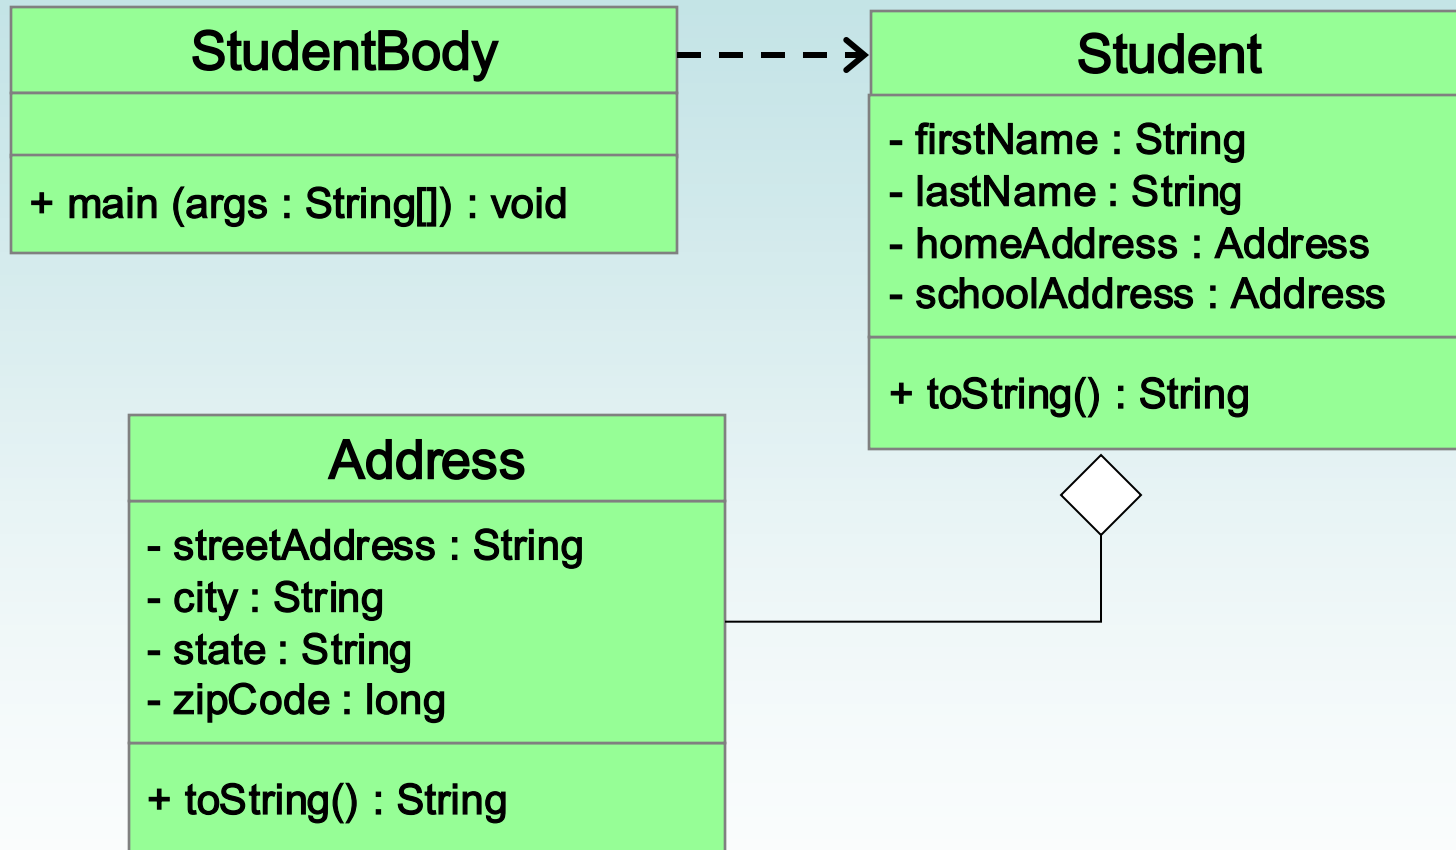 StudentBody
+ main (args : String[]) : void
Student
- firstName : String
- lastName : String
- homeAddress : Address
- schoolAddress : Address
+ toString() : String
Address
- streetAddress : String
- city : String
- state : String
- zipCode : long
+ toString() : String